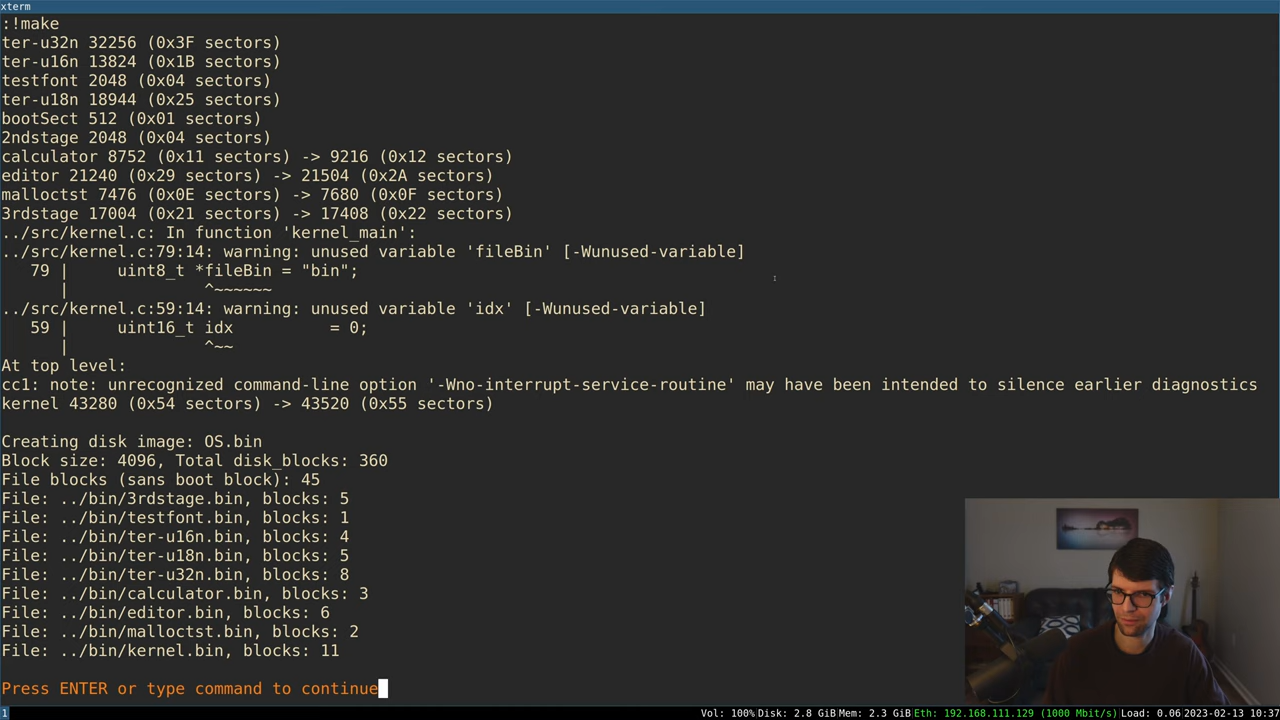 xterm
:!make
ter-u32n 32256 (0x3F sectors)
ter-u16n 13824 (0x1B sectors)
testfont 2048 (0x04 sectors)
ter-u18n 18944 (0x25 sectors)
bootSect 512 (0x01 sectors)
2ndstage 2048 (0x04 sectors)
calculator 8752 (0x11 sectors) -> 9216 (0x12 sectors)
editor 21240 (0x29 sectors) -> 21504 (0x2A sectors)
malloctst 7476 (0x0E sectors) -> 7680 (0x0F sectors)
3rdstage 17004 (0x21 sectors) -> 17408 (0x22 sectors)
../src/kernel.c: In function 'kernel_main':
../src/kernel.c:79:14: warning: unused variable 'fileBin' [-Wunused-variable]
   79 |     uint8_t *fileBin = "bin";
      |              ^~~~~~~
../src/kernel.c:59:14: warning: unused variable 'idx' [-Wunused-variable]
   59 |     uint16_t idx          = 0;
      |              ^~~
At top level:
cc1: note: unrecognized command-line option '-Wno-interrupt-service-routine' may have been intended to silence earlier diagnostics
kernel 43280 (0x54 sectors) -> 43520 (0x55 sectors)
Creating disk image: OS.bin
Block size: 4096, Total disk_blocks: 360
File blocks (sans boot block): 45
File: ../bin/3rdstage.bin, blocks: 5
File: ../bin/testfont.bin, blocks: 1
File: ../bin/ter-u16n.bin, blocks: 4
File: ../bin/ter-u18n.bin, blocks: 5
File: ../bin/ter-u32n.bin, blocks: 8
File: ../bin/calculator.bin, blocks: 3
File: ../bin/editor.bin, blocks: 6
File: ../bin/malloctst.bin, blocks: 2
File: ../bin/kernel.bin, blocks: 11
Press ENTER or type command to continue
1 Vol: 100% Disk: 2.8 GiB Mem: 2.3 GiB Eth: 192.168.111.129 (1000 Mbit/s) Load: 0.06 2023-02-13 10:37